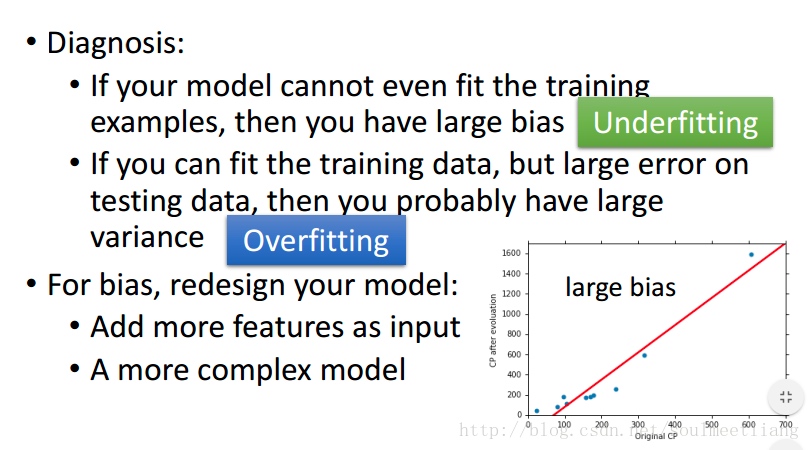 • Diagnosis:
• If your model cannot even fit the training
examples, then you have large bias
Underfitting
• If you can fit the training data, but large error on
testing data, then you probably have large
variance
Overfitting
• For bias, redesign your model:
• Add more features as input
• A more complex model
large bias
CP after evoluation
1600
1400
1200
1000
800
600
400
200
0
0 100 200 300 400 500 600 700
Original CP
http://blog.csdn.net/soulmeetliang